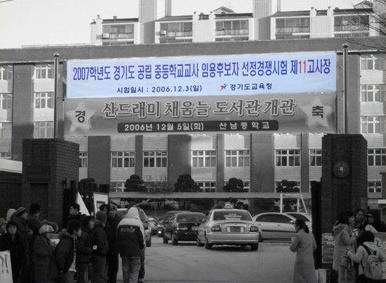 2007학년도 경기도 공립 중등학교교사 임용후보자 선정경쟁시험 제11고사장
시험일시 : 2006.12.3(일) 경기도교육청
경 산드래미 채움늘 도서관 개관 축
2006년 12월 5일(화) 산남중학교